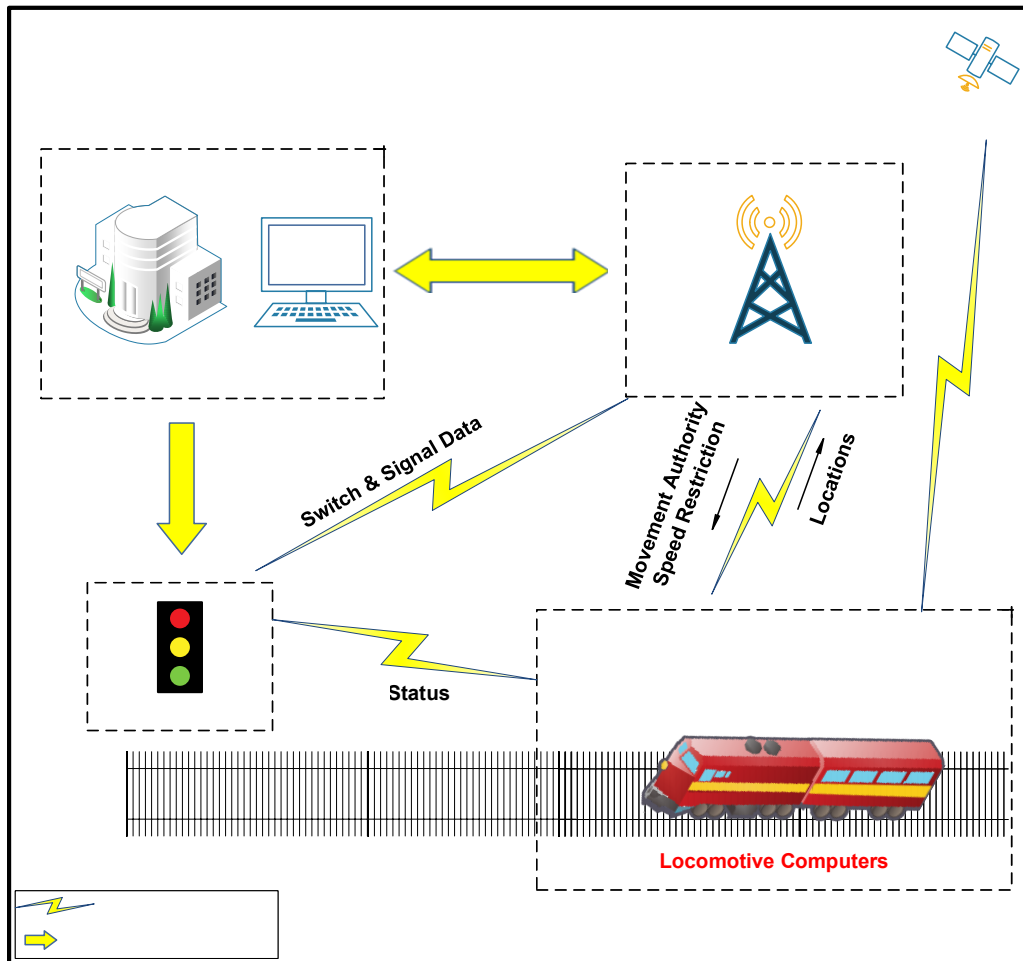 Switch & Signal Data
Movement Authority
Speed Restriction
Locations
Status
Locomotive Computers